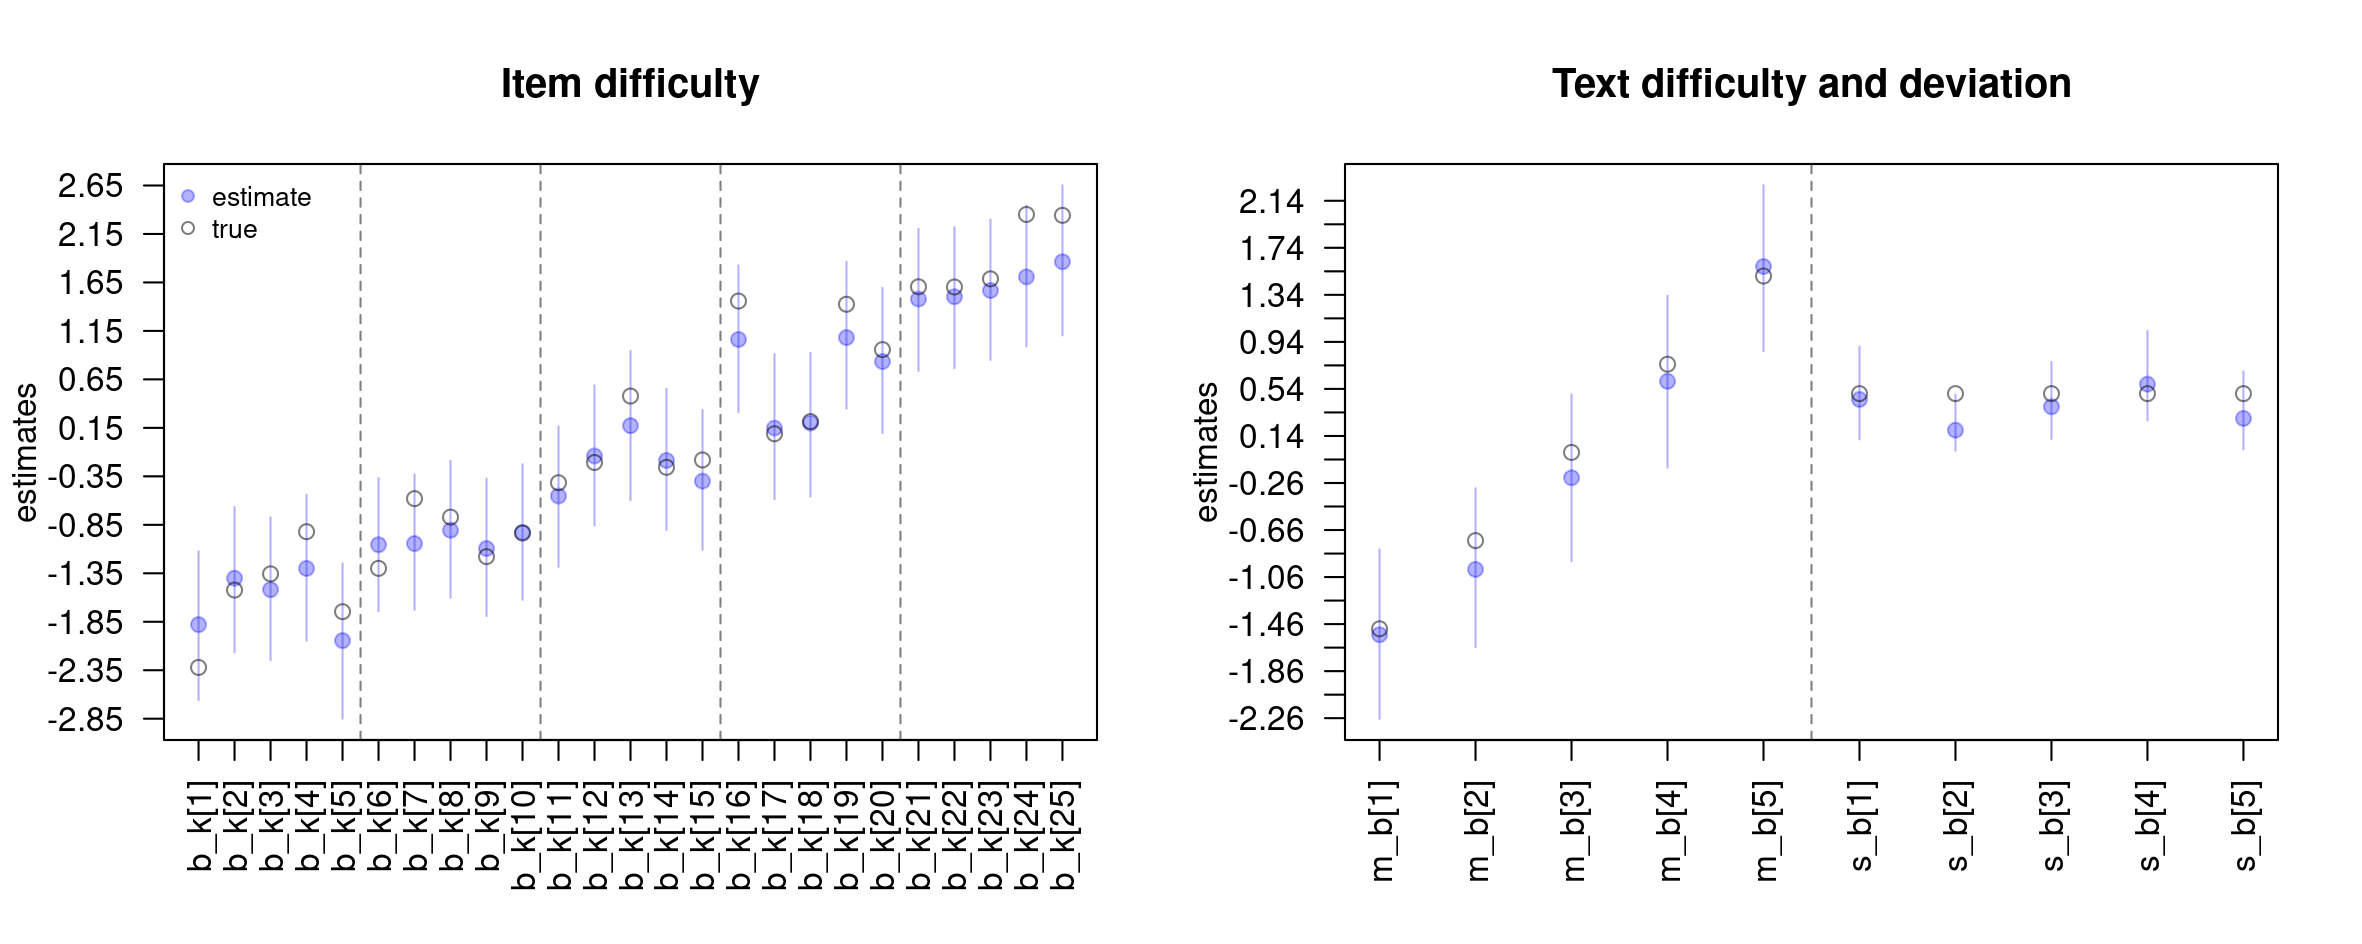 Item difficulty
estimates
2.65
2.15
1.65
1.15
0.65
0.15
-0.35
-0.85
-1.35
-1.85
-2.35
-2.85
estimate
true
b_k[1]
b_k[2]
b_k[3]
b_k[4]
b_k[5]
b_k[6]
b_k[7]
b_k[8]
b_k[9]
b_k[10]
b_k[11]
b_k[12]
b_k[13]
b_k[14]
b_k[15]
b_k[16]
b_k[17]
b_k[18]
b_k[19]
b_k[20]
b_k[21]
b_k[22]
b_k[23]
b_k[24]
b_k[25]
Text difficulty and deviation
estimates
2.14
1.74
1.34
0.94
0.54
0.14
-0.26
-0.66
-1.06
-1.46
-1.86
-2.26
m_b[1]
m_b[2]
m_b[3]
m_b[4]
m_b[5]
s_b[1]
s_b[2]
s_b[3]
s_b[4]
s_b[5]